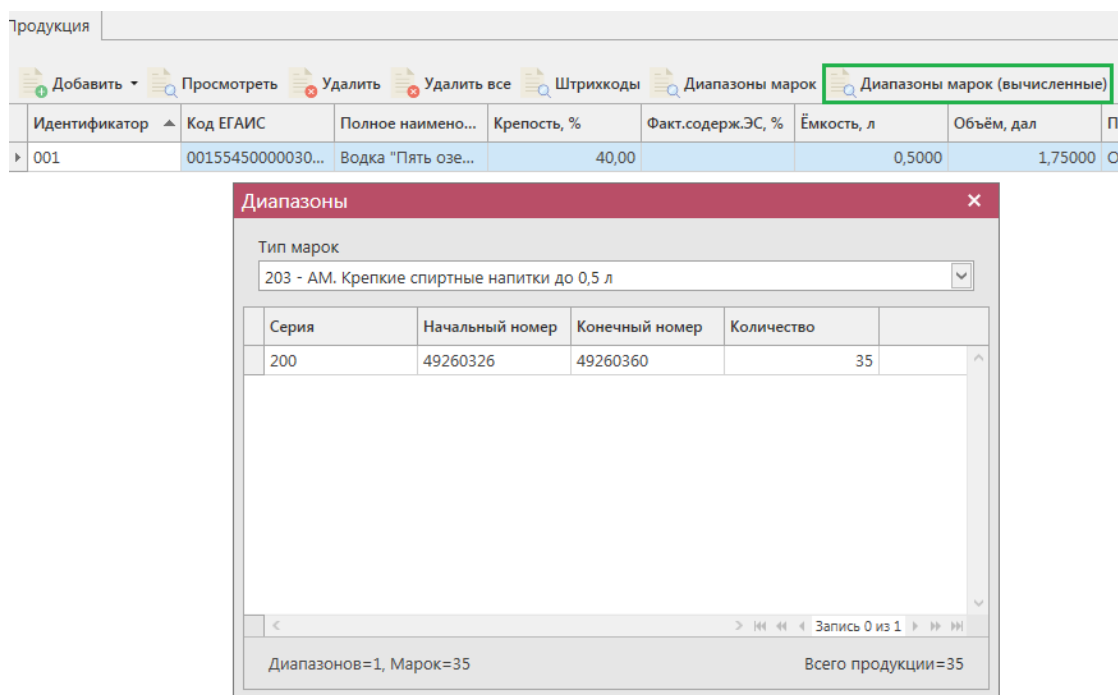 Продукция
Добавить Просмотреть Удалить Удалить все Штрихкоды Диапазоны марок Диапазоны марок (вычисленные)
Идентификатор Код ЕГАИС Полное наимено... Крепость, % Факт.содерж.ЭС, % Ёмкость, л Объём, дал П
001 00155450000030... Водка "Пять озе... 40,00 0,5000 1,75000 О
Диапазоны
Тип марок
203 - АМ. Крепкие спиртные напитки до 0,5 л
Серия Начальный номер Конечный номер Количество
200 49260326 49260360 35
Запись 0 из 1
Диапазонов=1, Марок=35 Всего продукции=35